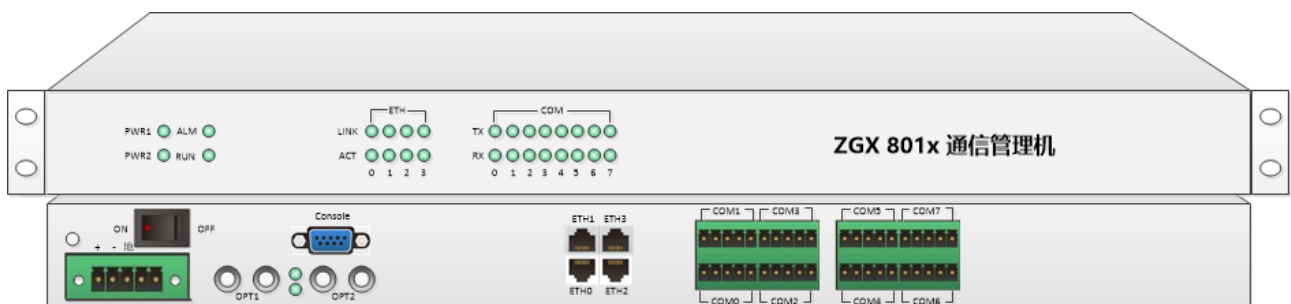 ETH
COM
PWR1 ALM
LINK
TX
ZGX 801x 通信管理机
PWR2 RUN
ACT
RX
0 1 2 3
0 1 2 3 4 5 6 7
ON
OFF
+ - 地
Console
ETH1 ETH3
COM1 COM3
COM5 COM7
OPT1
OPT2
ETH0 ETH2
COM0 COM2
COM4 COM6